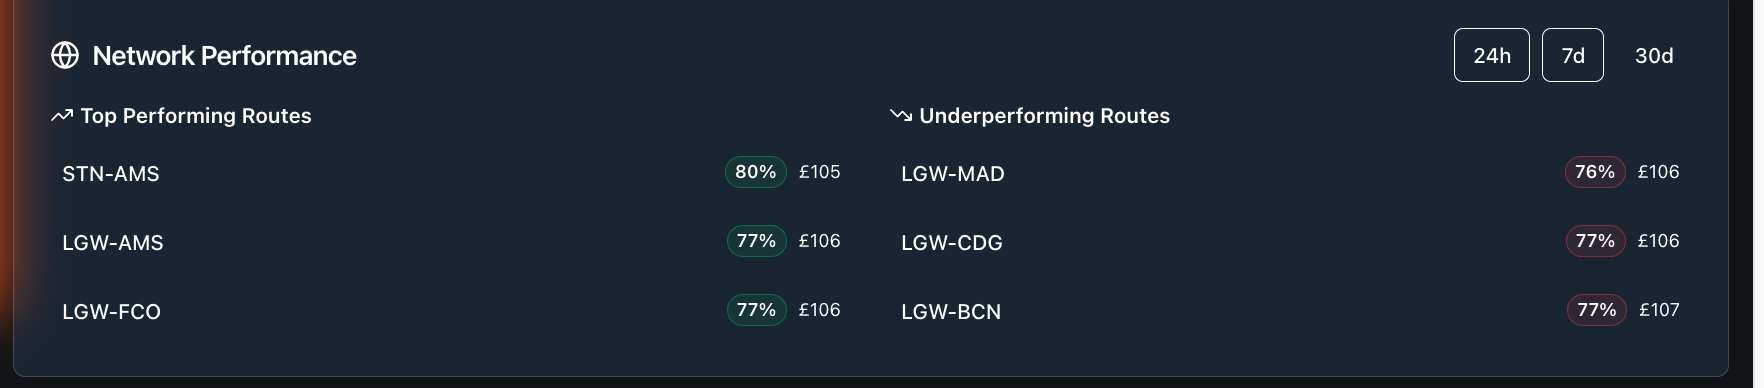 Network Performance
24h 7d 30d
Top Performing Routes
STN-AMS 80% £105
LGW-AMS 77% £106
LGW-FCO 77% £106
Underperforming Routes
LGW-MAD 76% £106
LGW-CDG 77% £106
LGW-BCN 77% £107